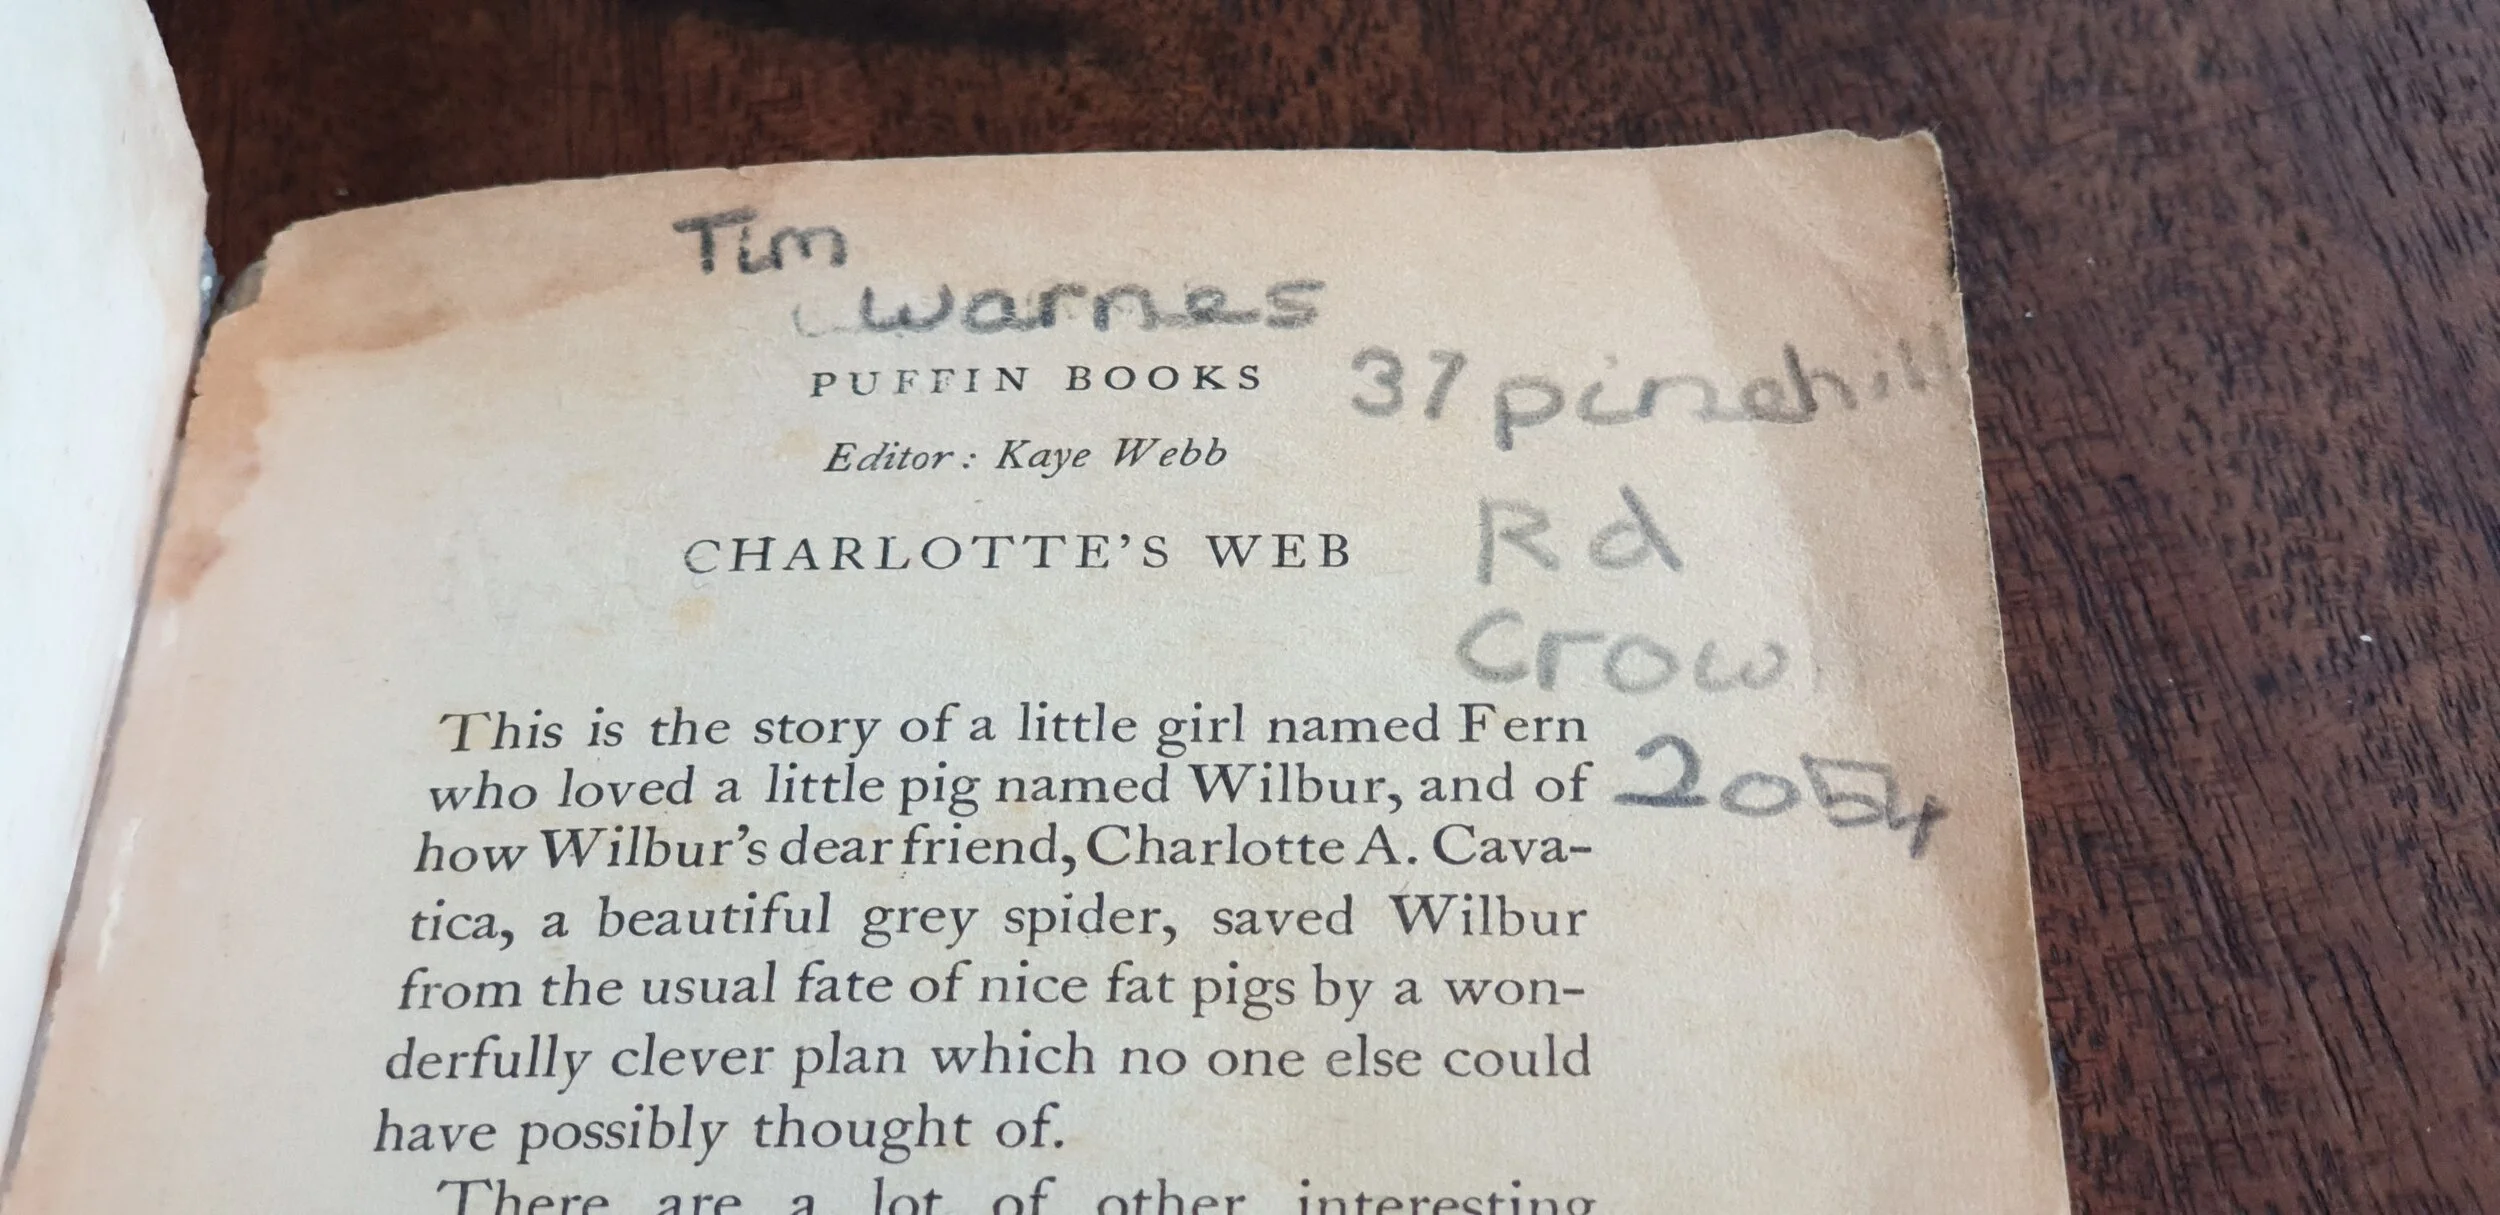 Tim
warnes
PUFFIN BOOKS
37 pinehill
Editor: Kaye Webb
Rd
CHARLOTTE'S WEB
Crow
This is the story of a little girl named Fern
2054
who loved a little pig named Wilbur, and of
how Wilbur's dear friend, Charlotte A. Cava-
tica, a beautiful grey spider, saved Wilbur
from the usual fate of nice fat pigs by a won-
derfully clever plan which no one else could
have possibly thought of.
There are a lot of other interesting